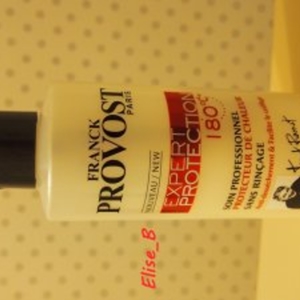 FRANCK
PROVOST
PARIS
NOUVEAU / NEW
EXPERT
PROTECTION
180°
SOIN PROFESSIONNEL
PROTECTEUR DE CHALEUR
SANS RINÇAGE
Elise_B